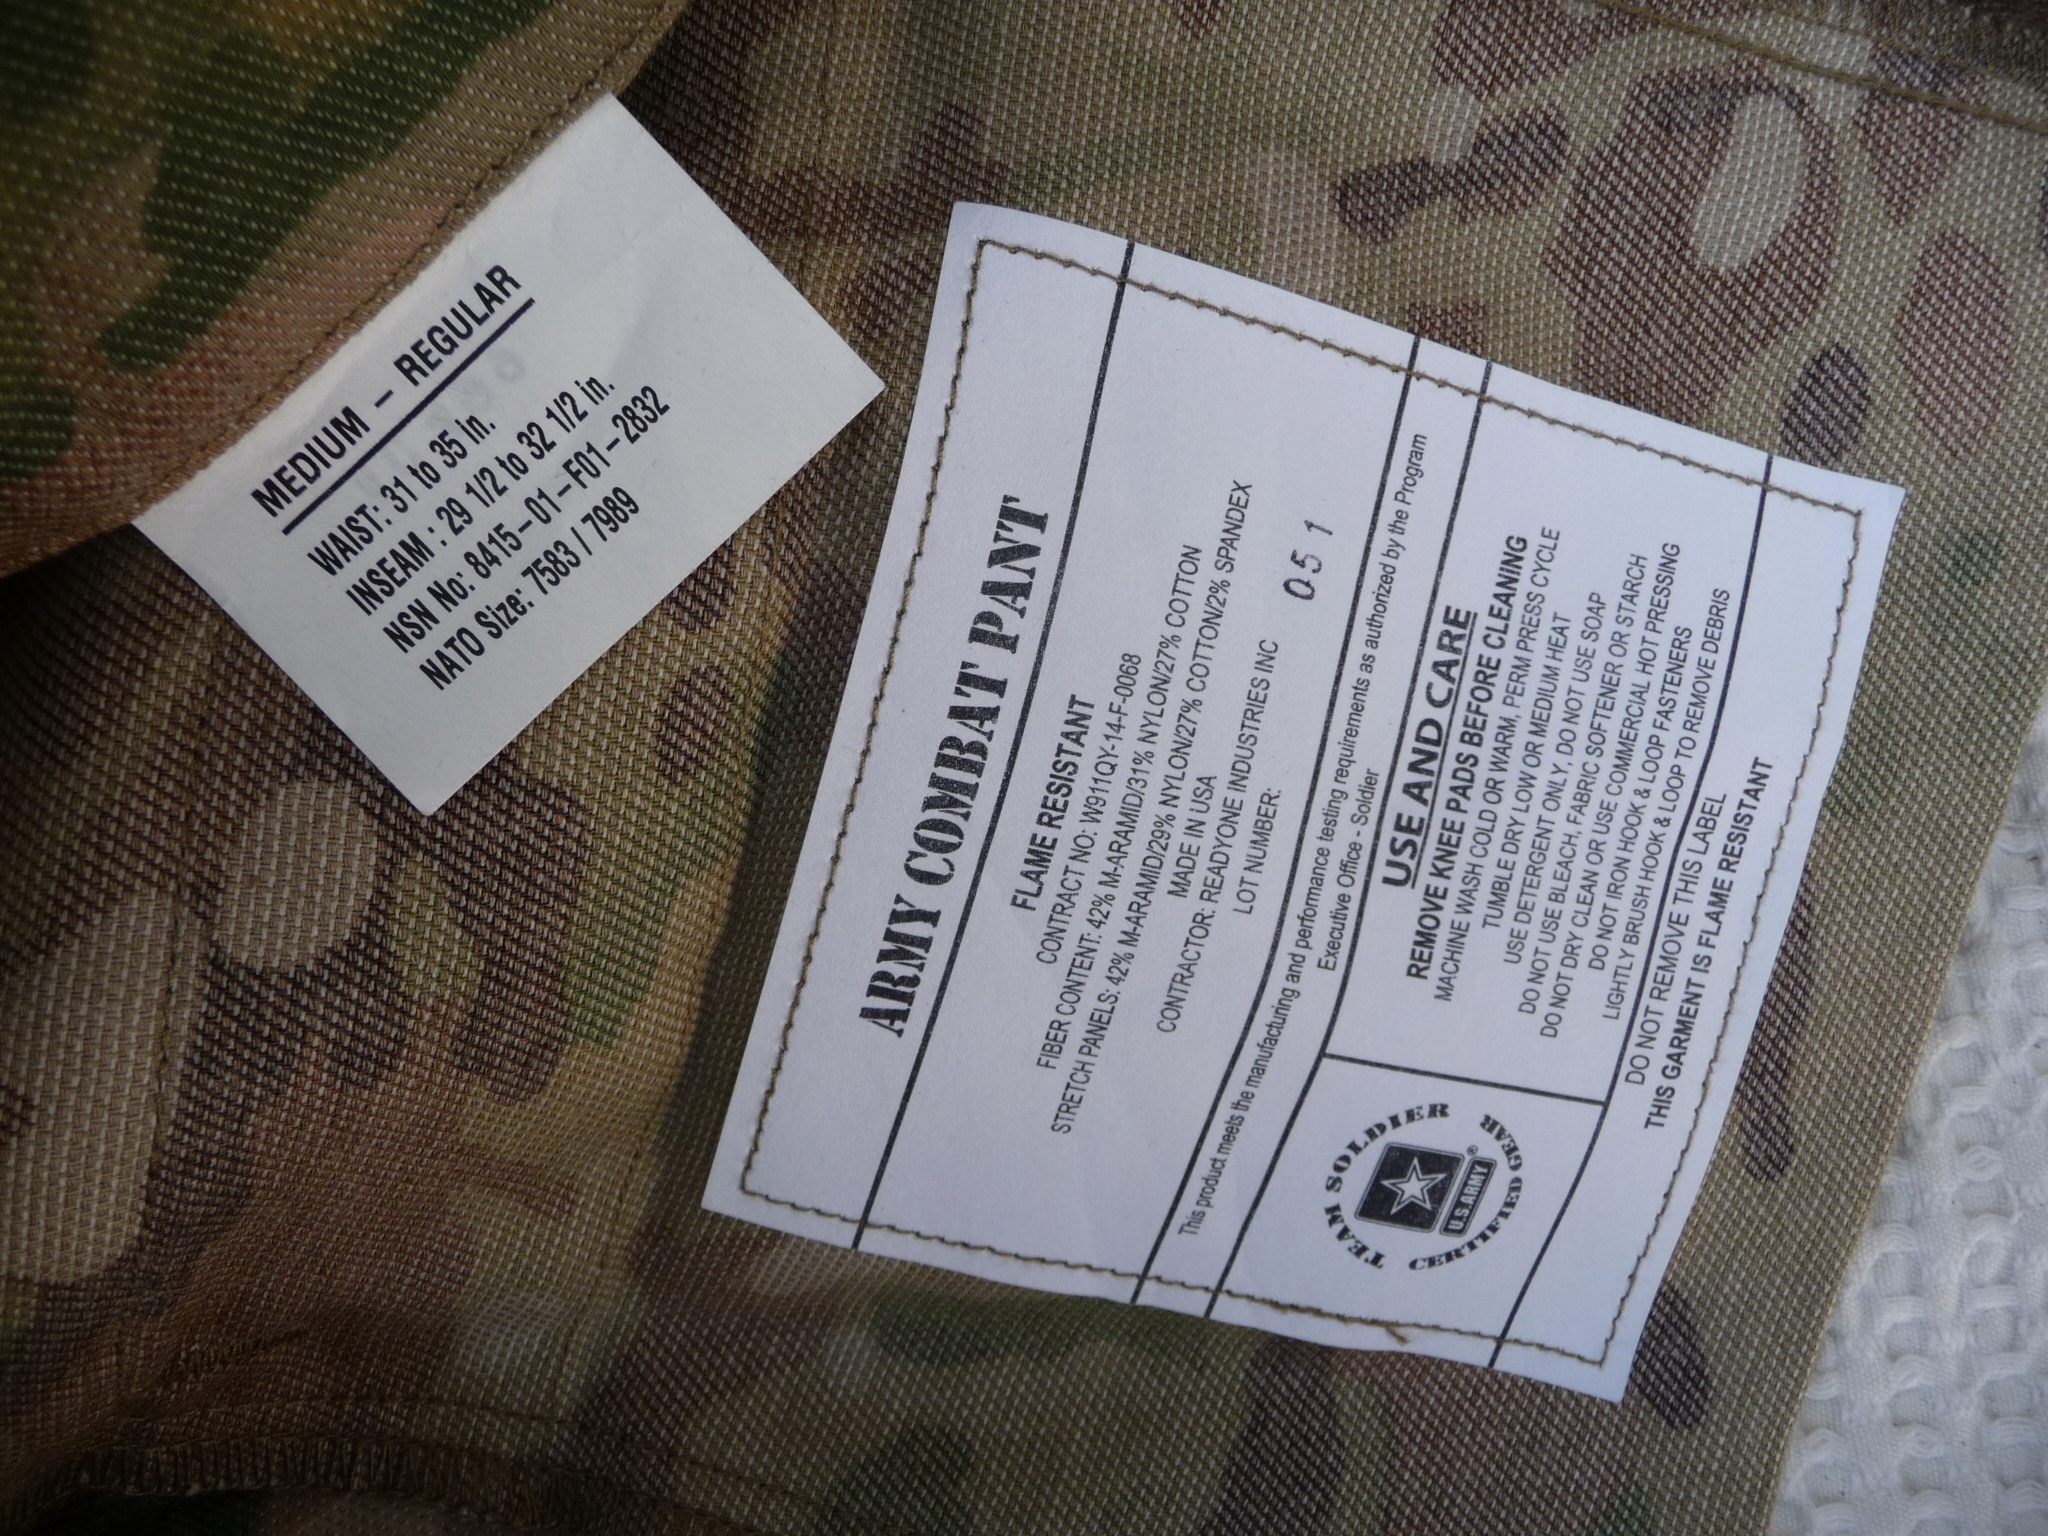 MEDIUM – REGULAR
WAIST: 31 to 35 in.
INSEAM : 29 1/2 to 32 1/2 in.
NSN No: 8415–01–F01–2832
NATO Size: 7583 / 7989
ARMY COMBAT PANT
FLAME RESISTANT
CONTRACT NO: W911QY-14-F-0068
FIBER CONTENT: 42% M-ARAMID/31% NYLON/27% COTTON
STRETCH PANELS: 42% M-ARAMID/29% NYLON/27% COTTON/2% SPANDEX
MADE IN USA
CONTRACTOR: READYONE INDUSTRIES INC
LOT NUMBER: 051
This product meets the manufacturing and performance testing requirements as authorized by the Program
Executive Office - Soldier
USE AND CARE
REMOVE KNEE PADS BEFORE CLEANING
MACHINE WASH COLD OR WARM, PERM PRESS CYCLE
TUMBLE DRY LOW OR MEDIUM HEAT
USE DETERGENT ONLY, DO NOT USE SOAP
DO NOT USE BLEACH, FABRIC SOFTENER OR STARCH
DO NOT DRY CLEAN OR USE COMMERCIAL HOT PRESSING
DO NOT IRON HOOK & LOOP FASTENERS
LIGHTLY BRUSH HOOK & LOOP TO REMOVE DEBRIS
TEAM SOLDIER
U.S.ARMY®
CERTIFIED GEAR
DO NOT REMOVE THIS LABEL
THIS GARMENT IS FLAME RESISTANT